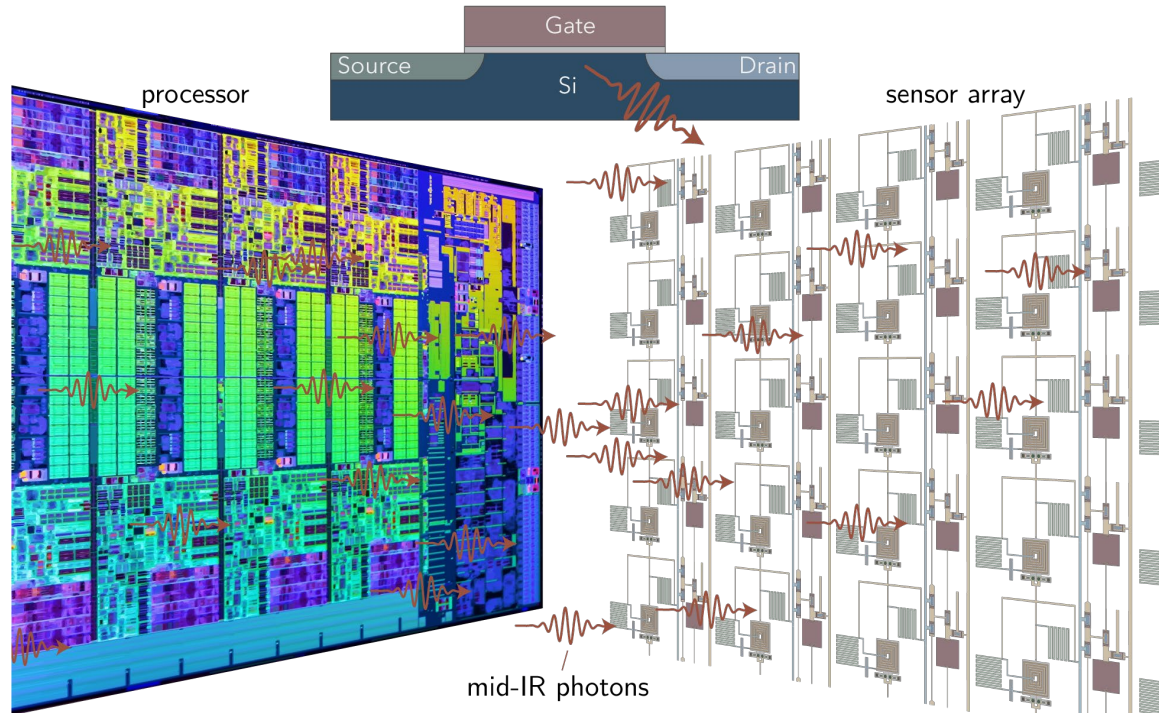 Gate
Source
Drain
Si
processor
sensor array
mid-IR photons